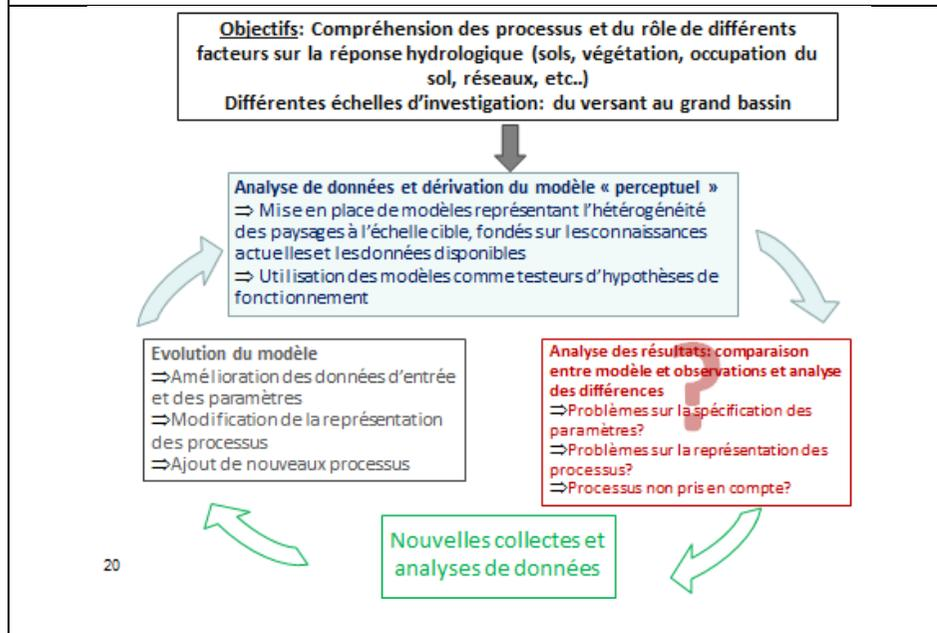 Objectifs: Compréhension des processus et du rôle de différents
facteurs sur la réponse hydrologique (sols, végétation, occupation du
sol, réseaux, etc..)
Différentes échelles d'investigation: du versant au grand bassin
Analyse de données et dérivation du modèle « perceptuel »
⇒ Mise en place de modèles représentant l'hétérogénéité
des paysages à l'échelle cible, fondés sur lesconnaissances
actuelles et les données disponibles
⇒ Utilisation des modèles comme testeurs d'hypothèses de
fonctionnement
Analyse des résultats: comparaison
entre modèle et observations et analyse
des différences
⇒Problèmes sur la spécification des
paramètres?
⇒Problèmes sur la représentation des
processus?
⇒Processus non pris en compte?
?
Nouvelles collectes et
analyses de données
Evolution du modèle
⇒Amélioration des données d'entrée
et des paramètres
⇒Modification de la représentation
des processus
⇒Ajout de nouveaux processus
20